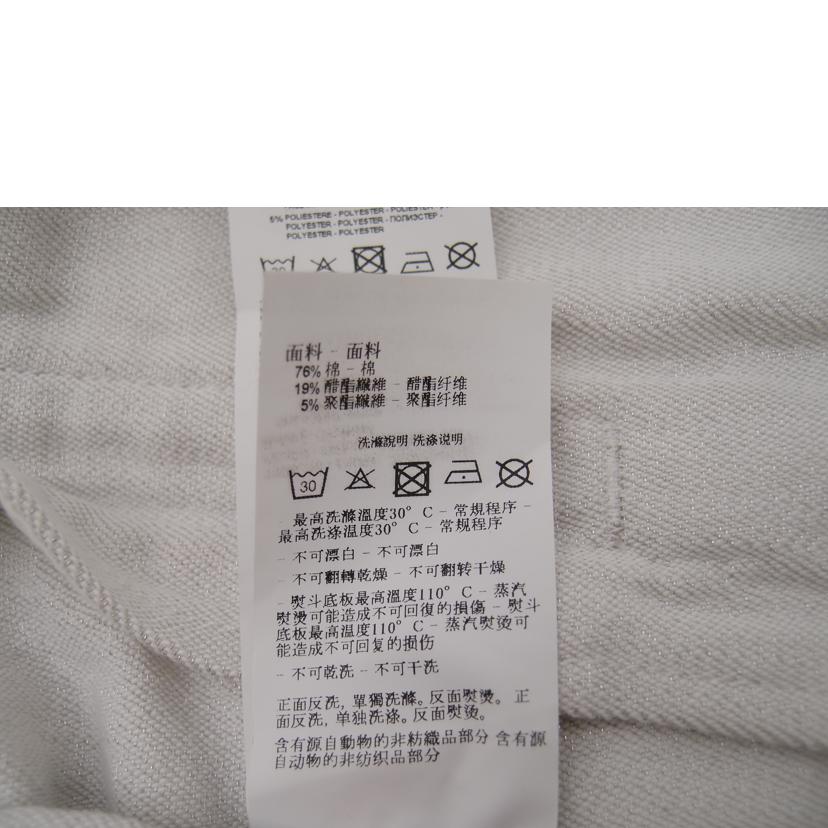 5% POLIESTERE - POLYESTER - POLIESTER -
POLYESTER - POLYESTER - ПОЛИЭСТЕР -
POLYESTER - POLYESTER
30
面料 - 面料
76% 棉 - 棉
19% 醋酯纖維 - 醋酯纤维
5% 聚酯纖維 - 聚酯纤维
洗滌說明 洗涤说明
30
- 最高洗滌溫度30° C - 常規程序 -
最高洗涤温度30° C - 常规程序
- 不可漂白 - 不可漂白
- 不可翻轉乾燥 - 不可翻转干燥
- 熨斗底板最高溫度110° C - 蒸汽
熨燙可能造成不可回復的損傷 - 熨斗
底板最高温度110° C - 蒸汽熨烫可
能造成不可回复的损伤
- 不可乾洗 - 不可干洗
正面反洗, 單獨洗滌。反面熨燙。 正
面反洗, 单独洗涤。反面熨烫。
含有源自動物的非紡織品部分 含有源
自动物的非纺织品部分